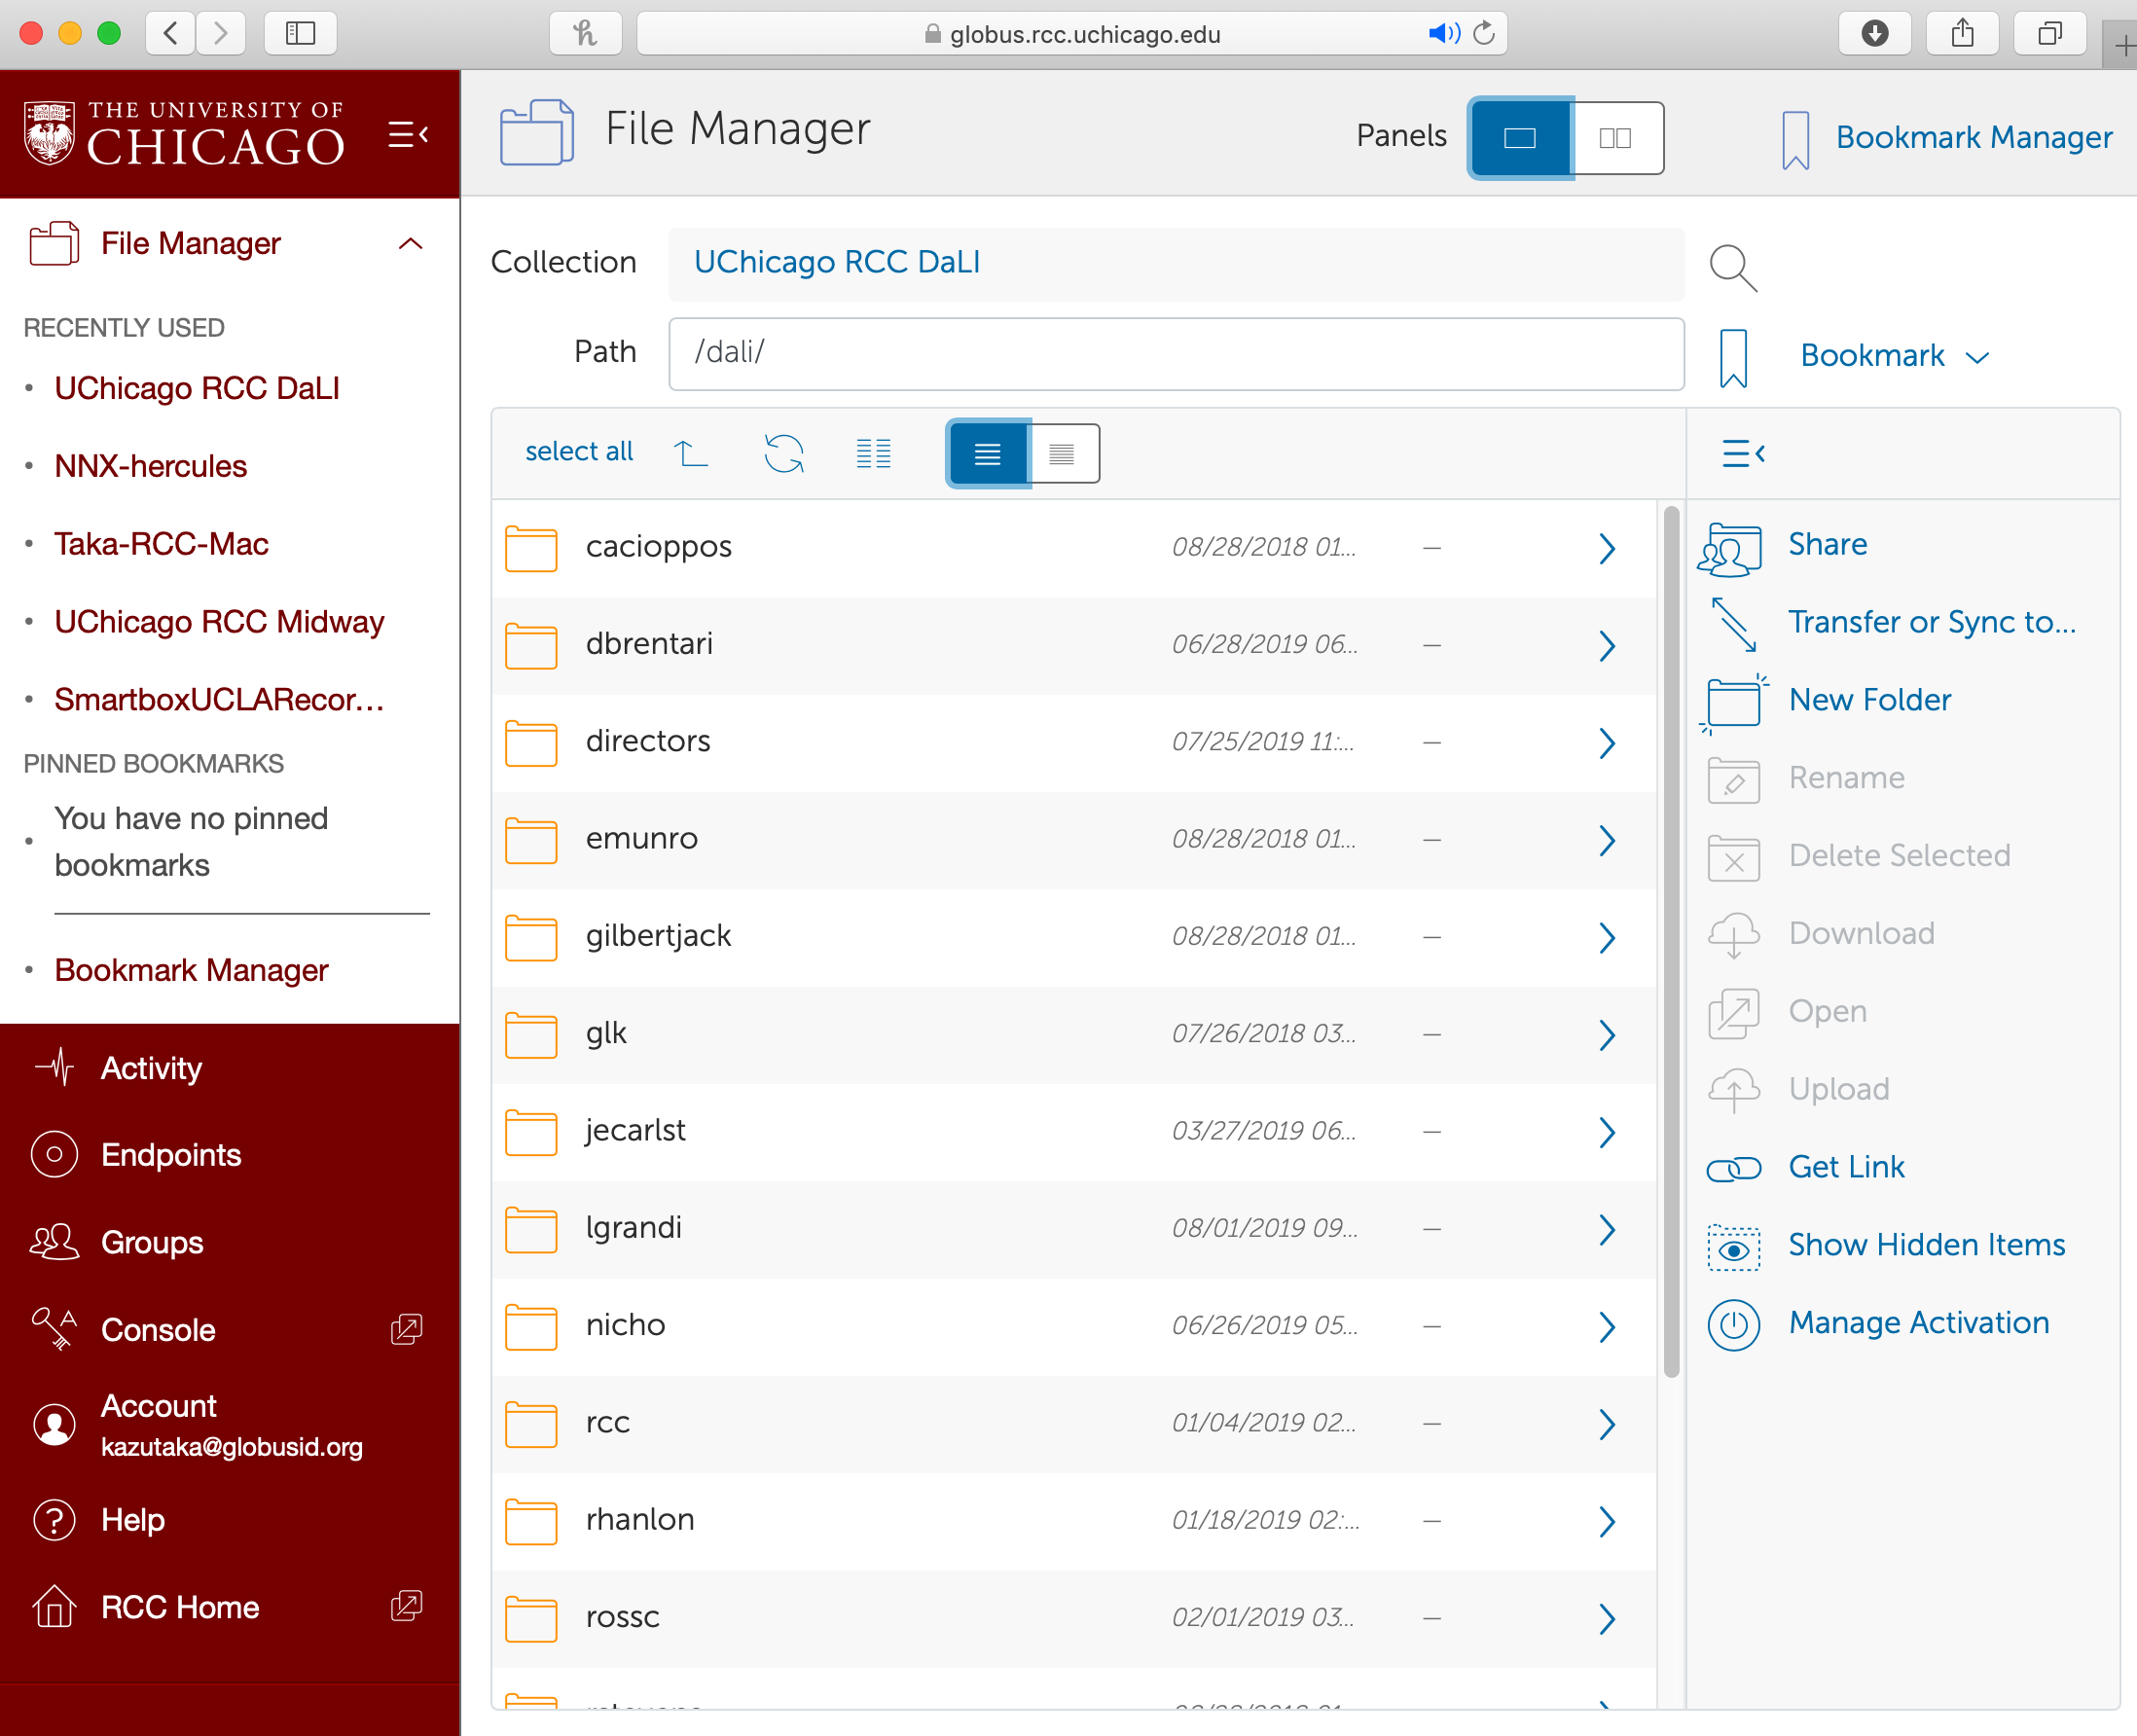 globus.rcc.uchicago.edu
THE UNIVERSITY OF
CHICAGO
File Manager
Panels
Bookmark Manager
File Manager
RECENTLY USED
UChicago RCC DaLI
NNX-hercules
Taka-RCC-Mac
UChicago RCC Midway
SmartboxUCLARecor...
PINNED BOOKMARKS
You have no pinned
bookmarks
Bookmark Manager
Activity
Endpoints
Groups
Console
Account
kazutaka@globusid.org
Help
RCC Home
Collection UChicago RCC DaLI
Path /dali/
Bookmark
select all
cacioppos 08/28/2018 01... —
dbrentari 06/28/2019 06... —
directors 07/25/2019 11:... —
emunro 08/28/2018 01... —
gilbertjack 08/28/2018 01... —
glk 07/26/2018 03... —
jecarlst 03/27/2019 06... —
lgrandi 08/01/2019 09... —
nicho 06/26/2019 05... —
rcc 01/04/2019 02... —
rhanlon 01/18/2019 02:... —
rossc 02/01/2019 03... —
Share
Transfer or Sync to...
New Folder
Rename
Delete Selected
Download
Open
Upload
Get Link
Show Hidden Items
Manage Activation